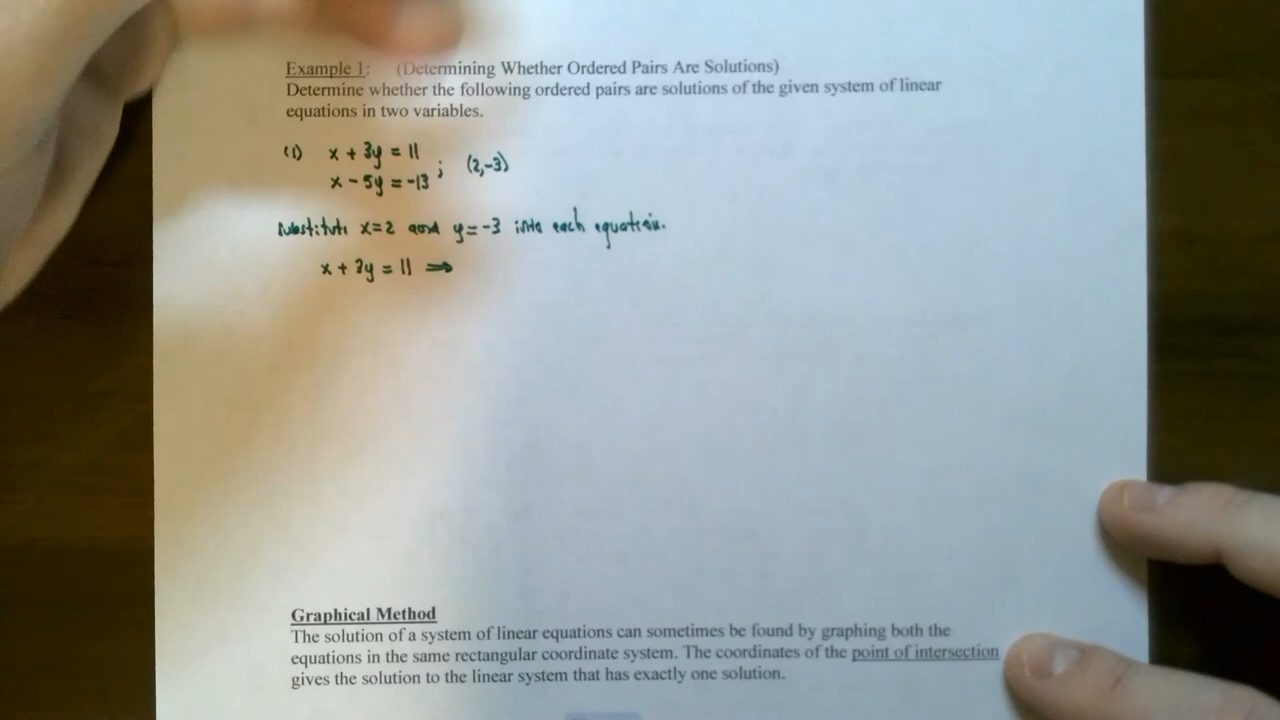 Example 1: (Determining Whether Ordered Pairs Are Solutions)
Determine whether the following ordered pairs are solutions of the given system of linear
equations in two variables.
(1) x + 3y = 11
x - 5y = -13 ; (2,-3)
substitute x=2 and y=-3 into each equation.
x + 3y = 11 ⇒
Graphical Method
The solution of a system of linear equations can sometimes be found by graphing both the
equations in the same rectangular coordinate system. The coordinates of the point of intersection
gives the solution to the linear system that has exactly one solution.